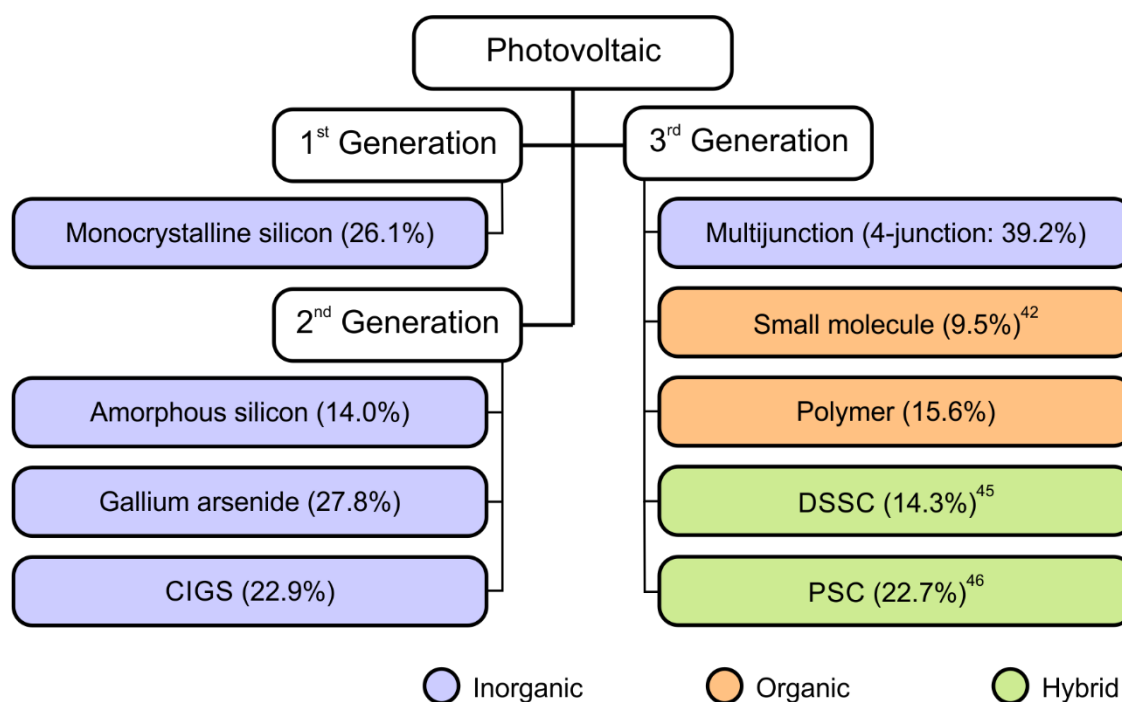 Photovoltaic
1st Generation
Monocrystalline silicon (26.1%)
2nd Generation
Amorphous silicon (14.0%)
Gallium arsenide (27.8%)
CIGS (22.9%)
3rd Generation
Multijunction (4-junction: 39.2%)
Small molecule (9.5%)42
Polymer (15.6%)
DSSC (14.3%)45
PSC (22.7%)46
Inorganic
Organic
Hybrid